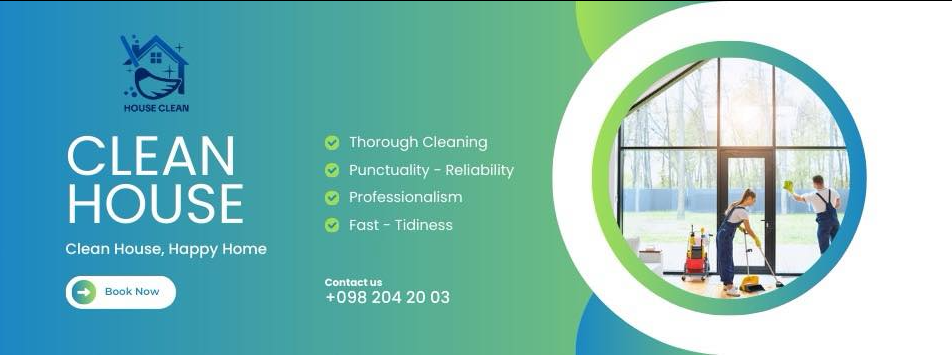 HOUSE CLEAN
CLEAN
HOUSE
Clean House, Happy Home
Book Now
Thorough Cleaning
Punctuality - Reliability
Professionalism
Fast - Tidiness
Contact us
+098 204 20 03